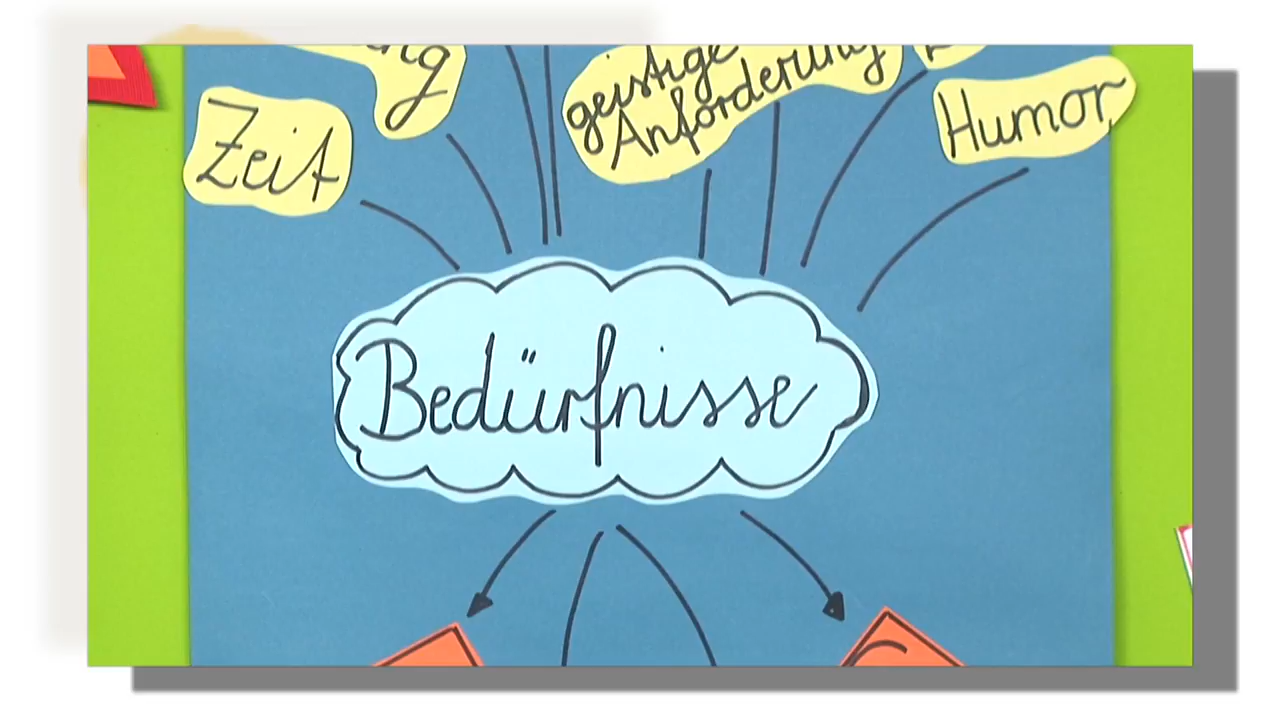 Zeit
geistige
Anforderung
Humor
Bedürfnisse